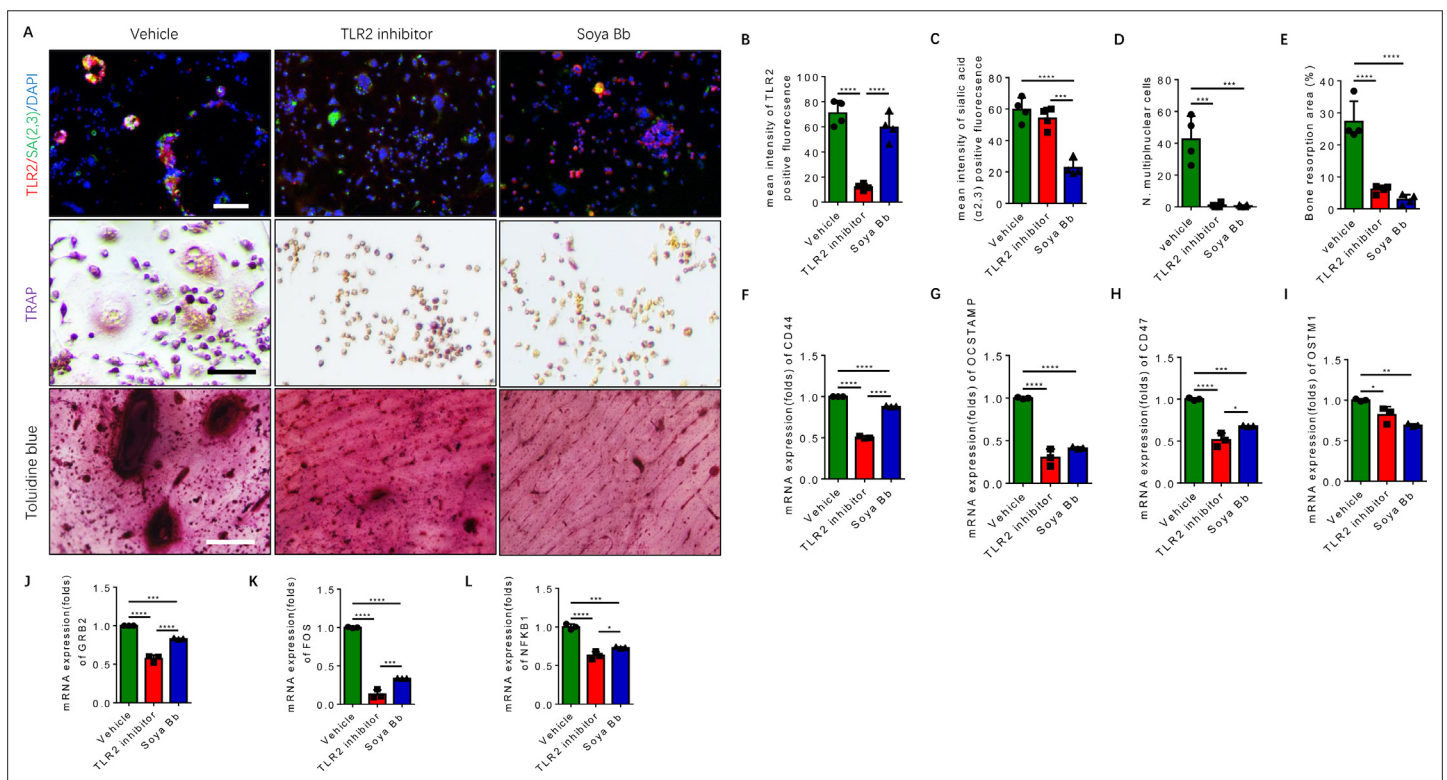 A
Vehicle
TLR2 inhibitor
Soya Bb
TLR2/SA(2,3)/DAPI
TRAP
Toluidine blue
B
mean intensity of TLR2
positive fluoresence
100
80
60
40
20
0
****
****
Vehicle
TLR2 inhibitor
Soya Bb
C
mean intensity of sialic acid
(α2,3) positive fluoresence
80
60
40
20
0
****
***
Vehicle
TLR2 inhibitor
Soya Bb
D
N. multiplnuclear cells
80
60
40
20
0
***
***
Vehicle
TLR2 inhibitor
Soya Bb
E
Bone resorption area (%)
50
40
30
20
10
0
****
****
vehicle
TLR2 inhibitor
Soya Bb
F
mRNA expression(folds) of CD44
1.5
1.0
0.5
0.0
****
****
****
Vehicle
TLR2 inhibitor
Soya Bb
G
mRNA expression(folds) of OCSTAMP
1.5
1.0
0.5
0.0
****
****
Vehicle
TLR2 inhibitor
Soya Bb
H
mRNA expression(folds) of CD47
1.5
1.0
0.5
0.0
***
****
*
Vehicle
TLR2 inhibitor
Soya Bb
I
mRNA expression(folds) of OSTM1
1.5
1.0
0.5
0.0
**
*
Vehicle
TLR2 inhibitor
Soya Bb
J
mRNA expression(folds)
of GRB2
1.5
1.0
0.5
0.0
***
****
****
Vehicle
TLR2 inhibitor
Soya Bb
K
mRNA expression(folds)
of FOS
1.5
1.0
0.5
0.0
****
****
***
Vehicle
TLR2 inhibitor
Soya Bb
L
mRNA expression(folds)
of NFKB1
1.5
1.0
0.5
0.0
***
****
*
Vehicle
TLR2 inhibitor
Soya Bb